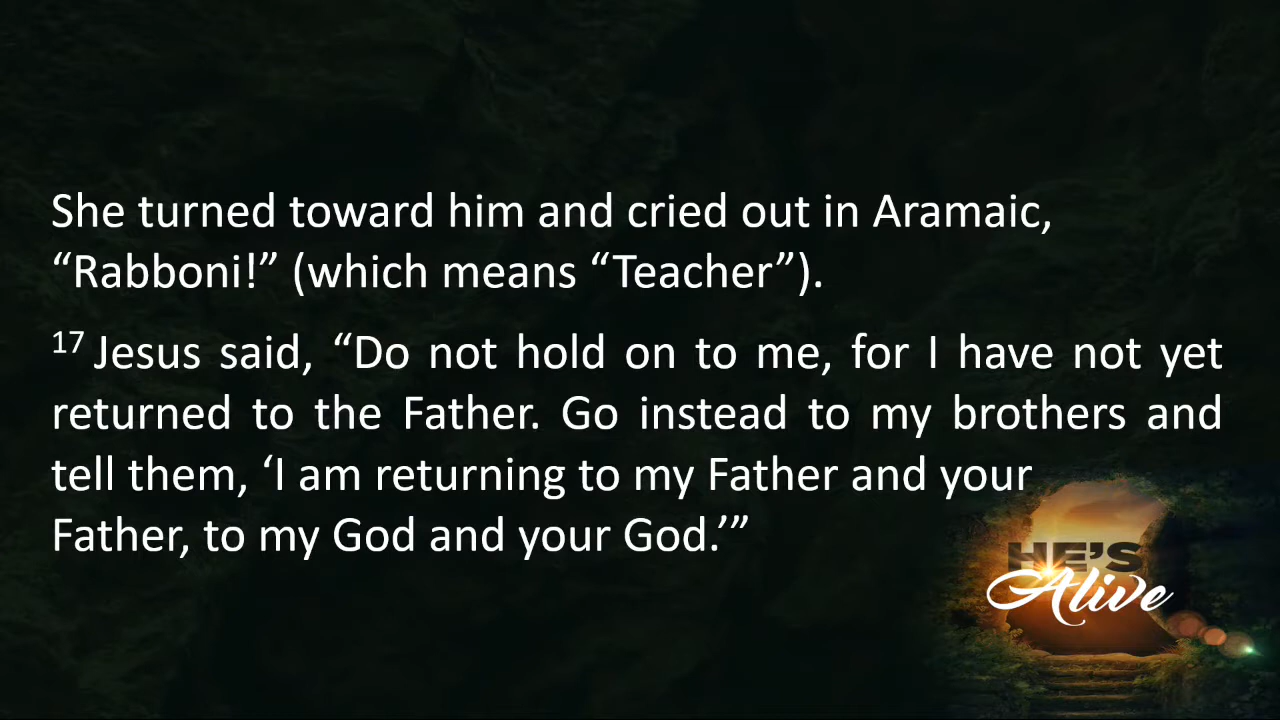 She turned toward him and cried out in Aramaic,
“Rabboni!” (which means “Teacher”).
17 Jesus said, “Do not hold on to me, for I have not yet
returned to the Father. Go instead to my brothers and
tell them, ‘I am returning to my Father and your
Father, to my God and your God.’”
HE’S
Alive